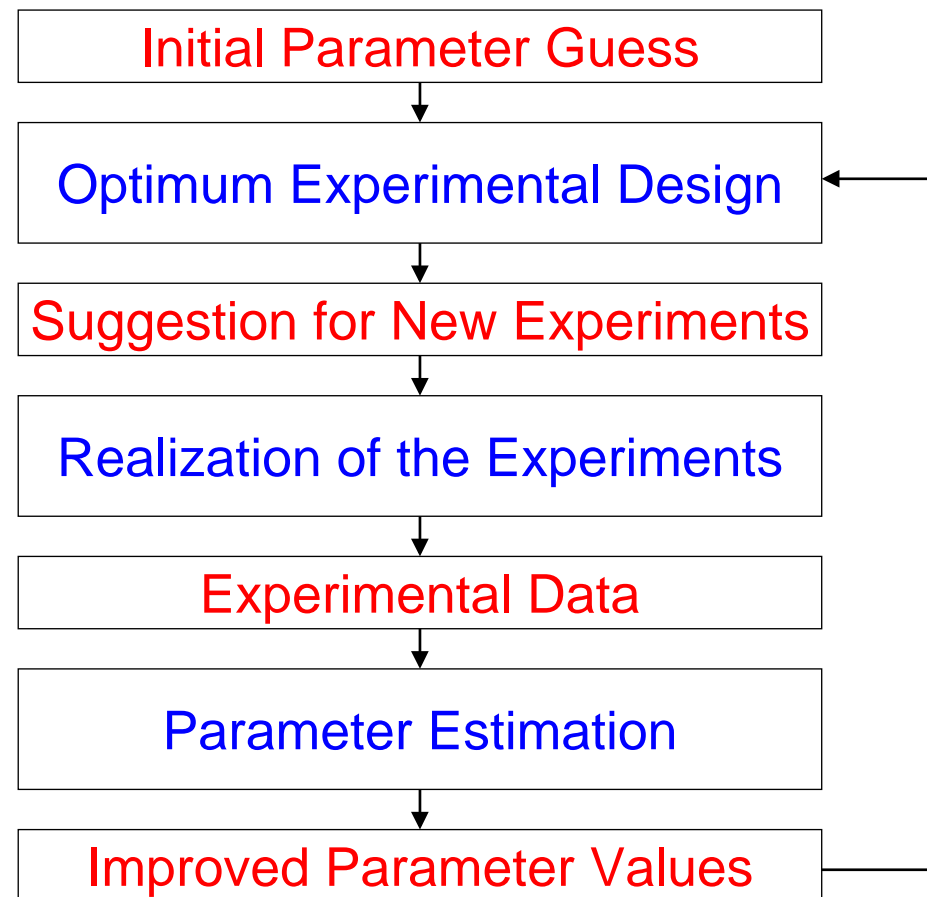 Initial Parameter Guess
Optimum Experimental Design
Suggestion for New Experiments
Realization of the Experiments
Experimental Data
Parameter Estimation
Improved Parameter Values